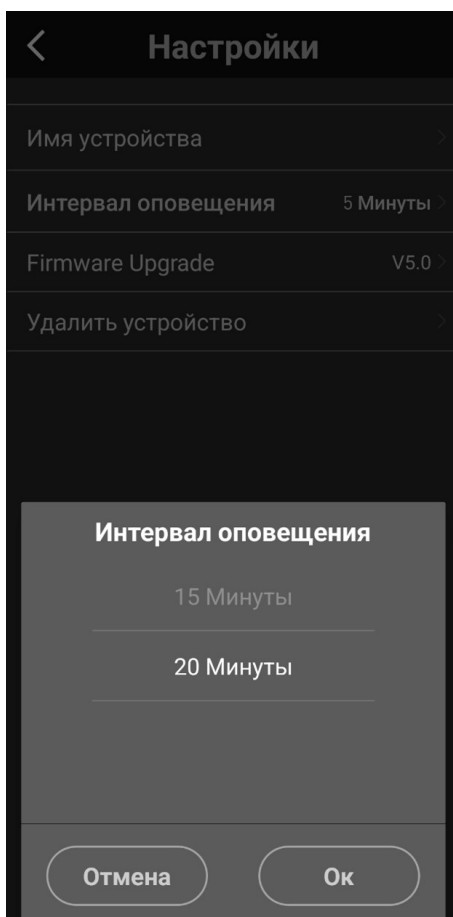 Настройки
Имя устройства
Интервал оповещения 5 Минуты
Firmware Upgrade V5.0
Удалить устройство
Интервал оповещения
15 Минуты
20 Минуты
Отмена Ок